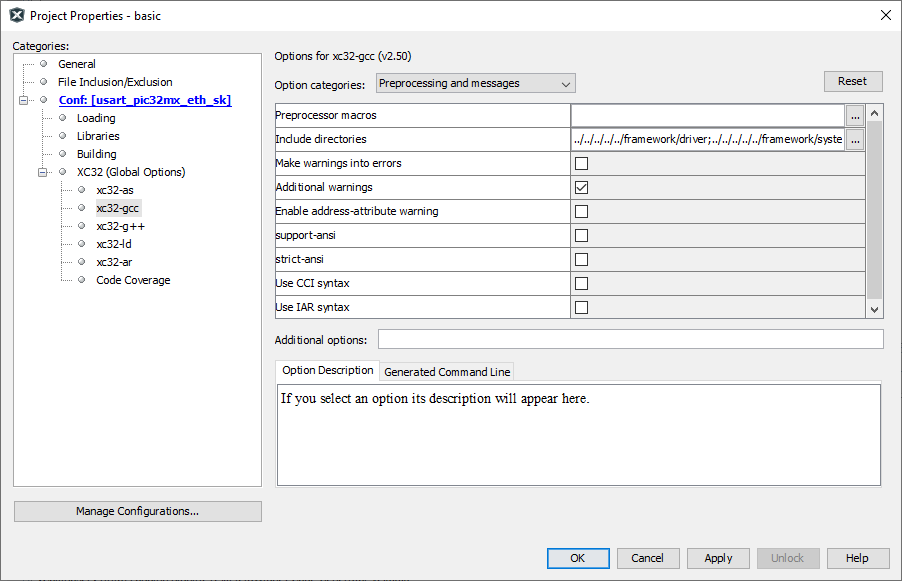 Project Properties - basic
Categories:
General
File Inclusion/Exclusion
Conf: [usart_pic32mx_eth_sk]
Loading
Libraries
Building
XC32 (Global Options)
xc32-as
xc32-gcc
xc32-g++
xc32-ld
xc32-ar
Code Coverage
Manage Configurations...
Options for xc32-gcc (v2.50)
Option categories: Preprocessing and messages
Reset
Preprocessor macros ...
Include directories ../../../../../framework/driver;../../../../../framework/syste ...
Make warnings into errors
Additional warnings
Enable address-attribute warning
support-ansi
strict-ansi
Use CCI syntax
Use IAR syntax
Additional options:
Option Description Generated Command Line
If you select an option its description will appear here.
OK Cancel Apply Unlock Help